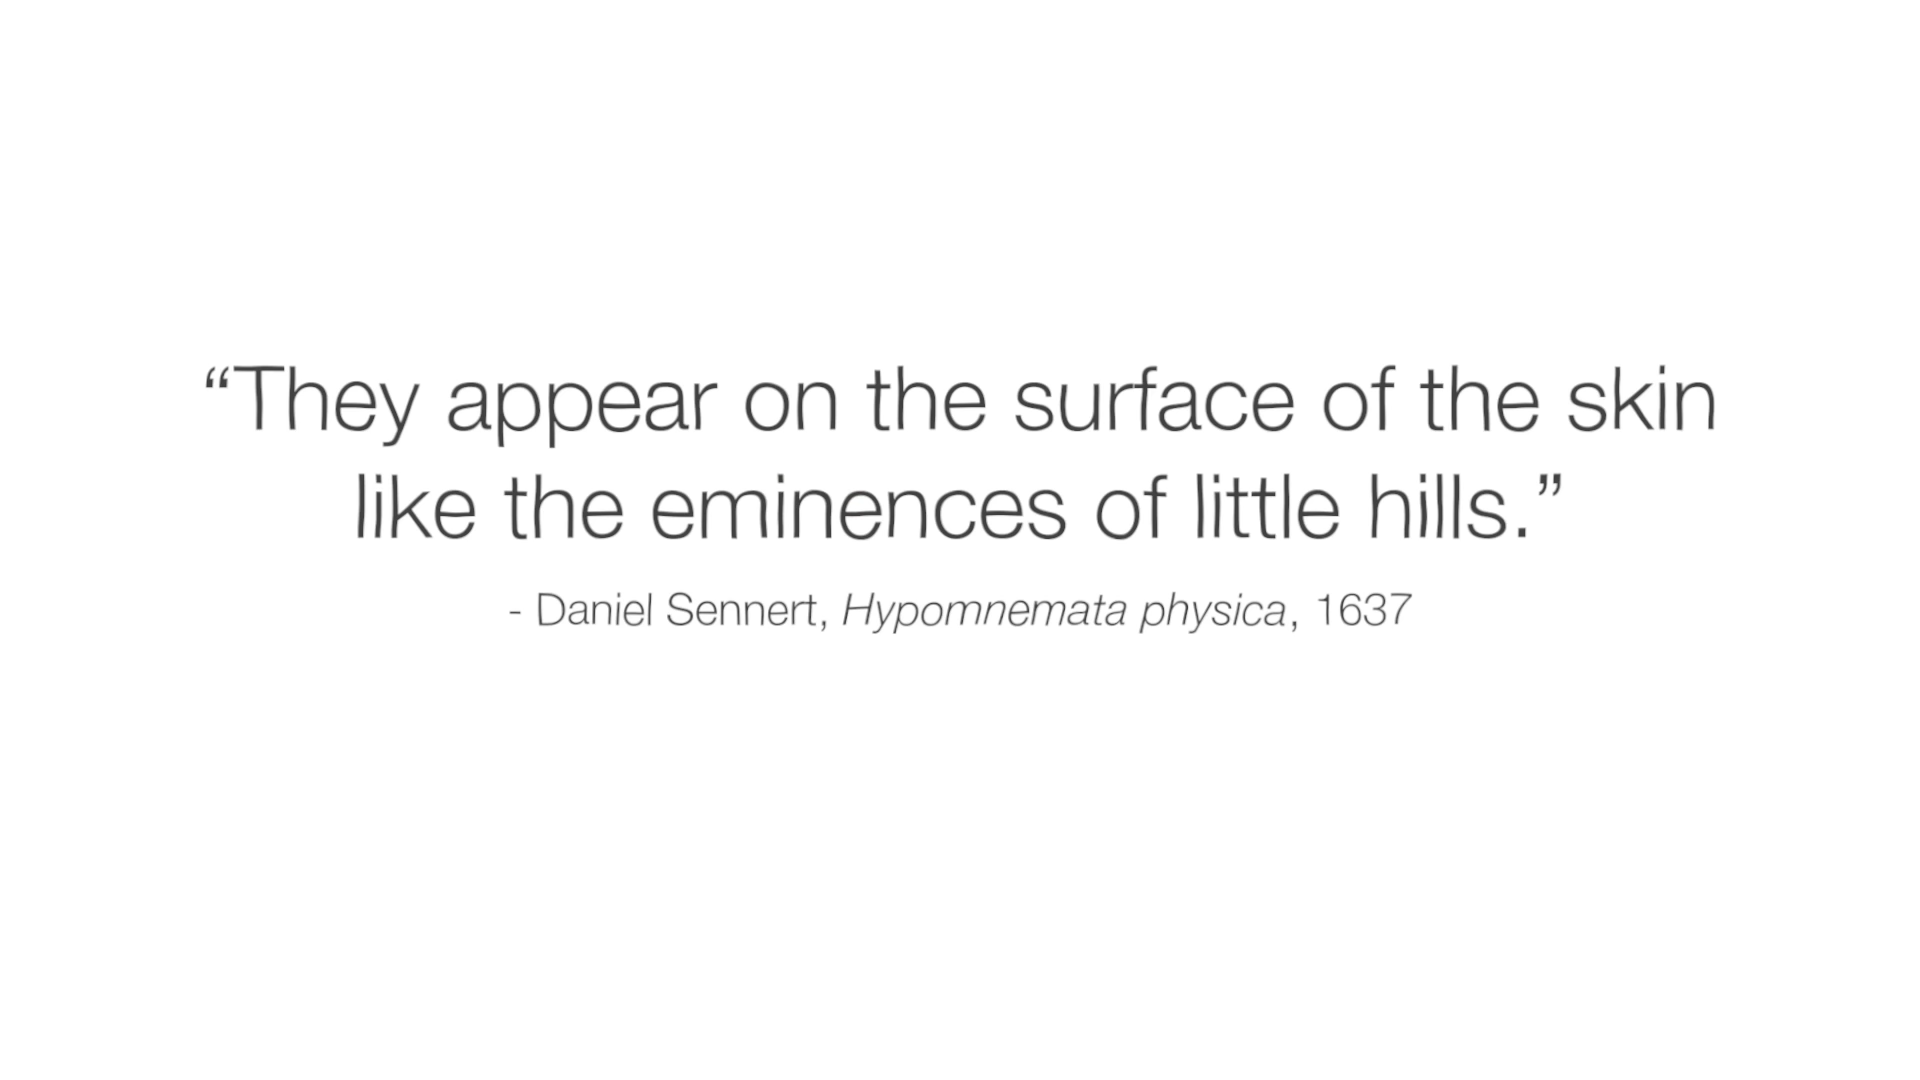 “They appear on the surface of the skin
like the eminences of little hills.”
- Daniel Sennert, Hypomnemata physica, 1637